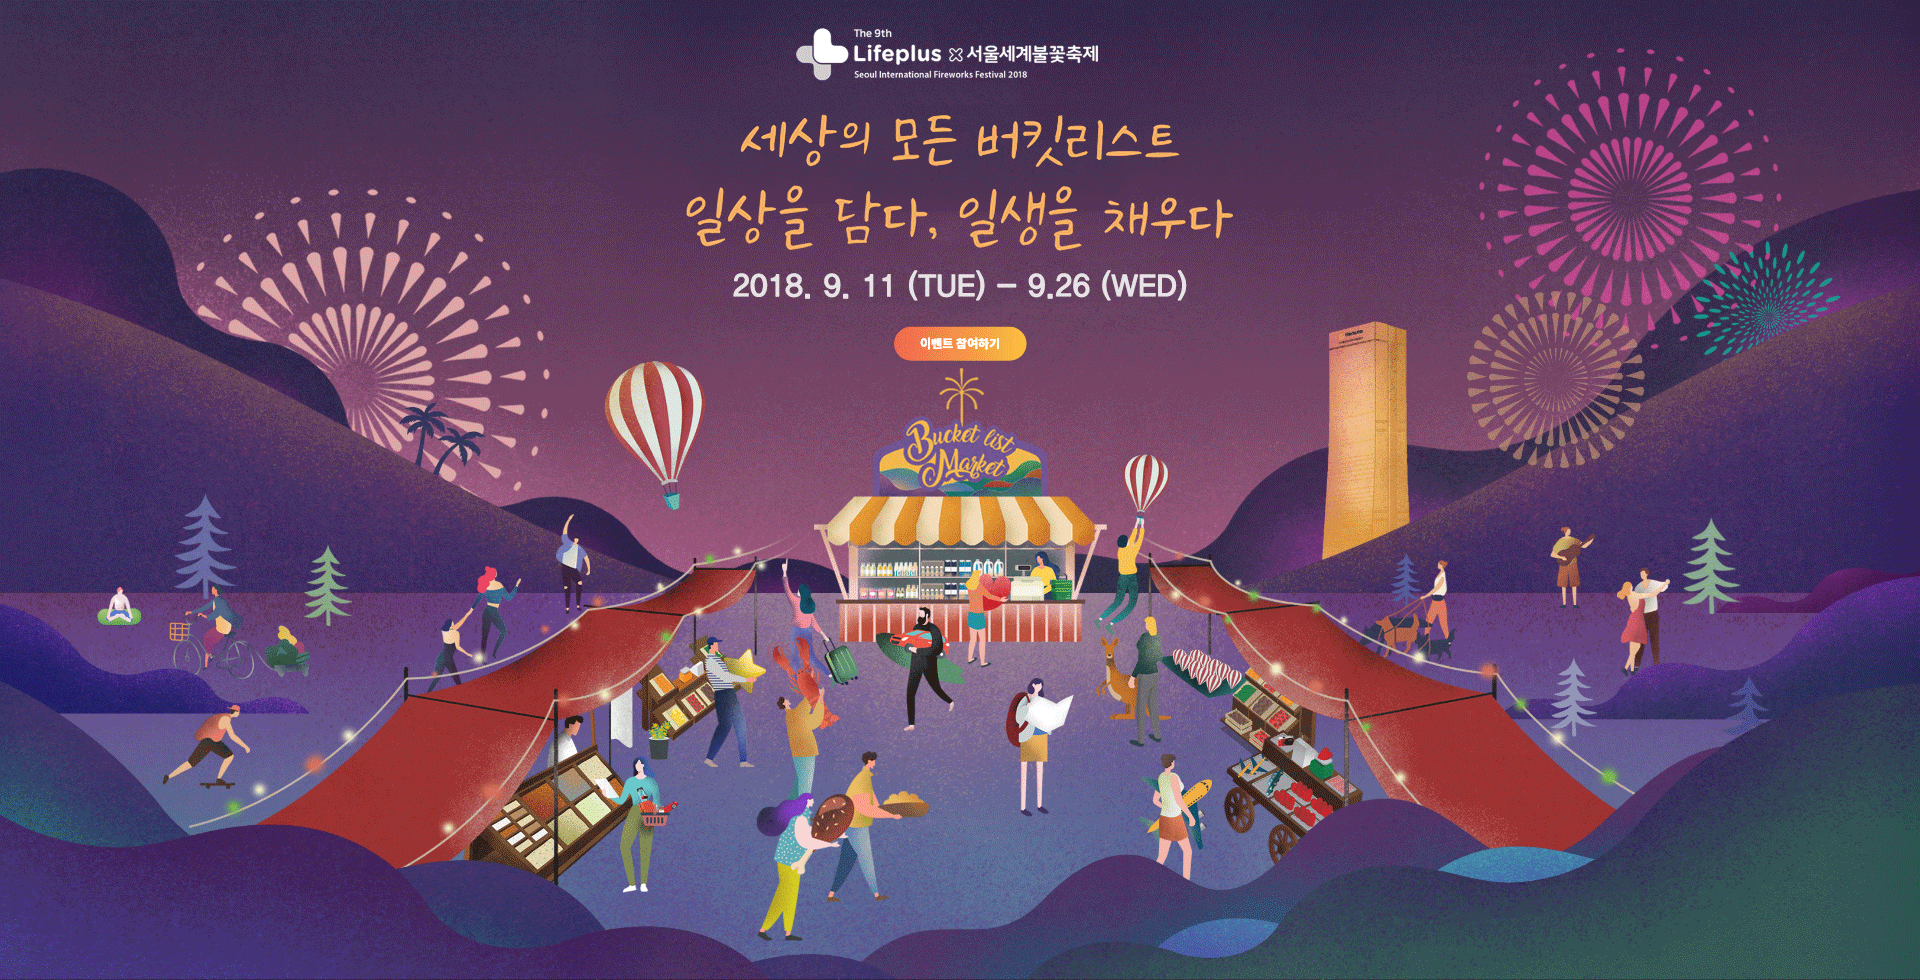 The 9th
Lifeplus × 서울세계불꽃축제
Seoul International Fireworks Festival 2018
세상의 모든 버킷리스트
일상을 담다, 일생을 채우다
2018. 9. 11 (TUE) – 9.26 (WED)
이벤트 참여하기
Bucket list
Market